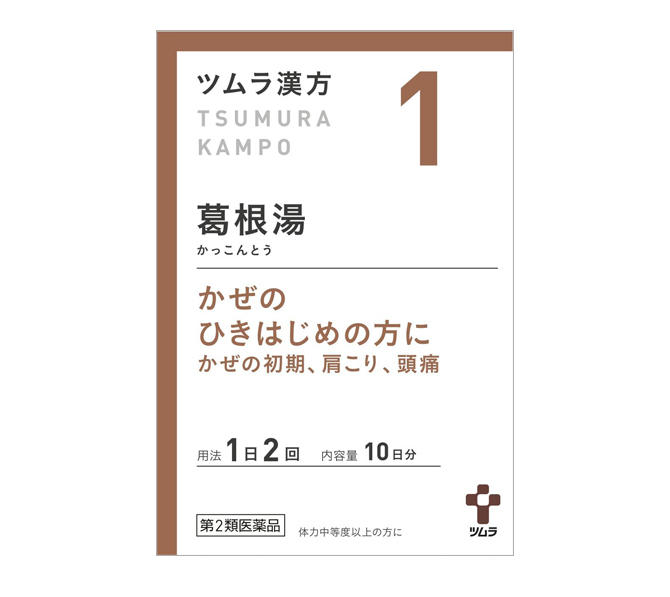 ツムラ漢方
TSUMURA
KAMPO
1
葛根湯
かっこんとう
かぜの
ひきはじめの方に
かぜの初期、肩こり、頭痛
用法 1日2回 内容量 10日分
第2類医薬品 体力中等度以上の方に
ツムラ